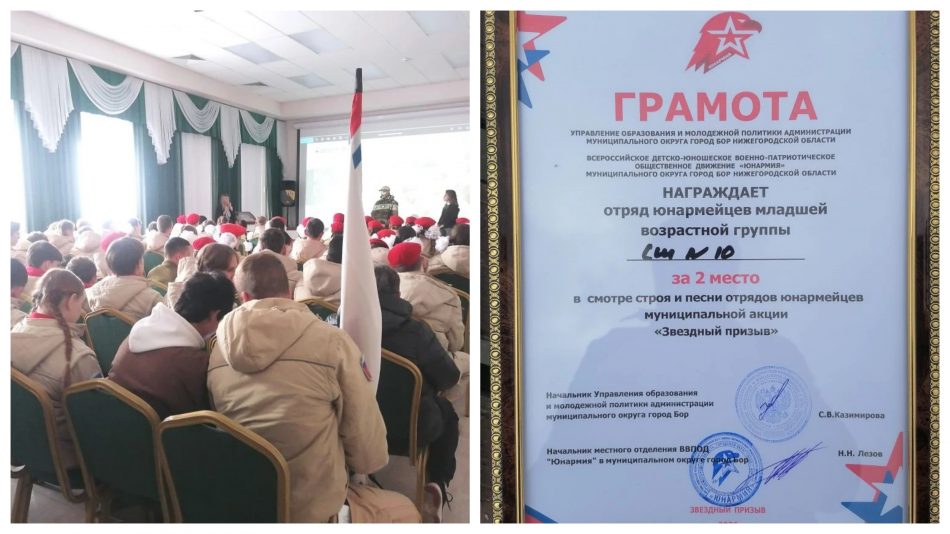 ЮНАРМИЯ
ГРАМОТА
УПРАВЛЕНИЕ ОБРАЗОВАНИЯ И МОЛОДЕЖНОЙ ПОЛИТИКИ АДМИНИСТРАЦИИ
МУНИЦИПАЛЬНОГО ОКРУГА ГОРОД БОР НИЖЕГОРОДСКОЙ ОБЛАСТИ
ВСЕРОССИЙСКОЕ ДЕТСКО-ЮНОШЕСКОЕ ВОЕННО-ПАТРИОТИЧЕСКОЕ
ОБЩЕСТВЕННОЕ ДВИЖЕНИЕ «ЮНАРМИЯ»
МУНИЦИПАЛЬНОГО ОКРУГА ГОРОД БОР НИЖЕГОРОДСКОЙ ОБЛАСТИ
НАГРАЖДАЕТ
отряд юнармейцев младшей
возрастной группы
СШ № 10
за 2 место
в смотре строя и песни отрядов юнармейцев
муниципальной акции
«Звездный призыв»
Начальник Управления образования
и молодежной политики администрации
муниципального округа город Бор
С.В.Казимирова
Начальник местного отделения ВВПОД
"Юнармия" в муниципальном округе город Бор
Н.Н. Лезов
ЮНАРМИЯ
ЗВЕЗДНЫЙ ПРИЗЫВ